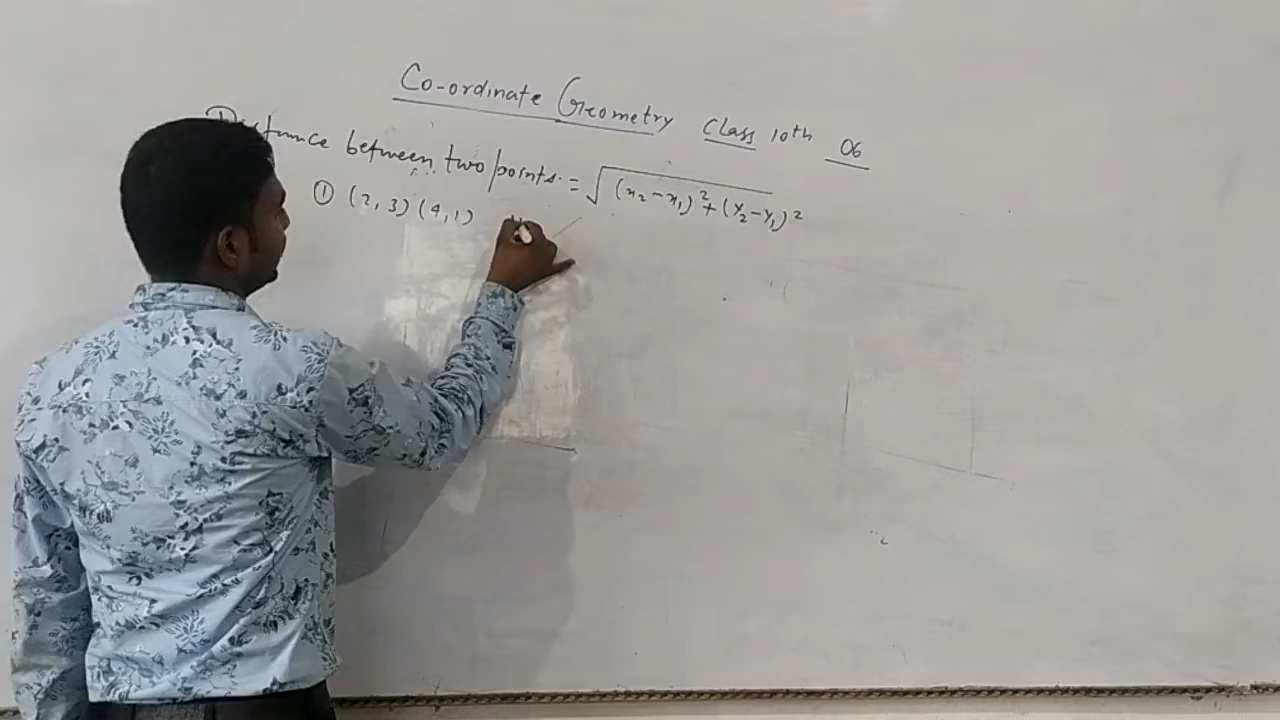 Co-ordinate Geometry Class 10th 06
Distance between two points = √(x₂-x₁)²+(y₂-y₁)²
① (2,3) (4,1)